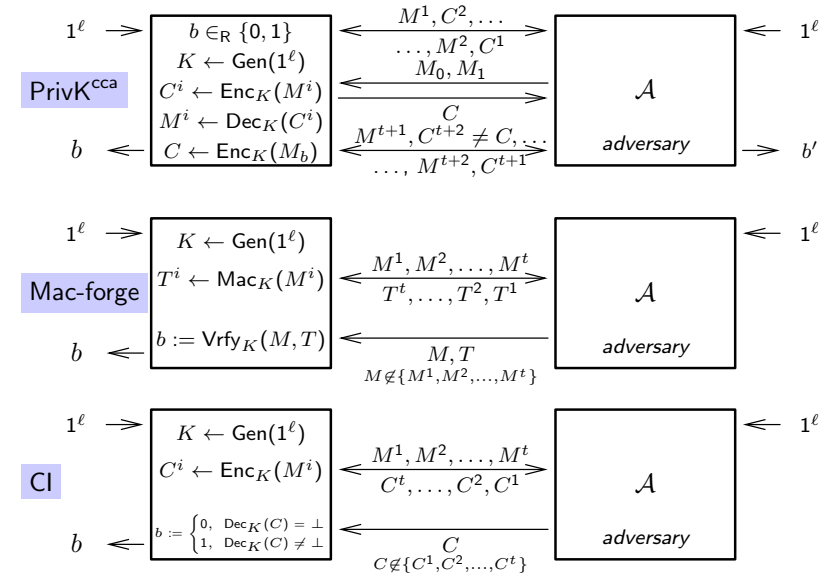 1^ℓ
b ∈_R {0, 1}
K ← Gen(1^ℓ)
C^i ← Enc_K(M^i)
M^i ← Dec_K(C^i)
C ← Enc_K(M_b)
PrivK^cca
b
M^1, C^2, . . .
. . . , M^2, C^1
M_0, M_1
C
M^{t+1}, C^{t+2} ≠ C, . . .
. . . , M^{t+2}, C^{t+1}
𝒜
adversary
1^ℓ
b′
1^ℓ
K ← Gen(1^ℓ)
T^i ← Mac_K(M^i)
b := Vrfy_K(M, T)
Mac-forge
b
M^1, M^2, . . . , M^t
T^t, . . . , T^2, T^1
M, T
M∉{M^1,M^2,...,M^t}
𝒜
adversary
1^ℓ
1^ℓ
K ← Gen(1^ℓ)
C^i ← Enc_K(M^i)
b := { 0, Dec_K(C) = ⊥
1, Dec_K(C) ≠ ⊥
CI
b
M^1, M^2, . . . , M^t
C^t, . . . , C^2, C^1
C
C∉{C^1,C^2,...,C^t}
𝒜
adversary
1^ℓ